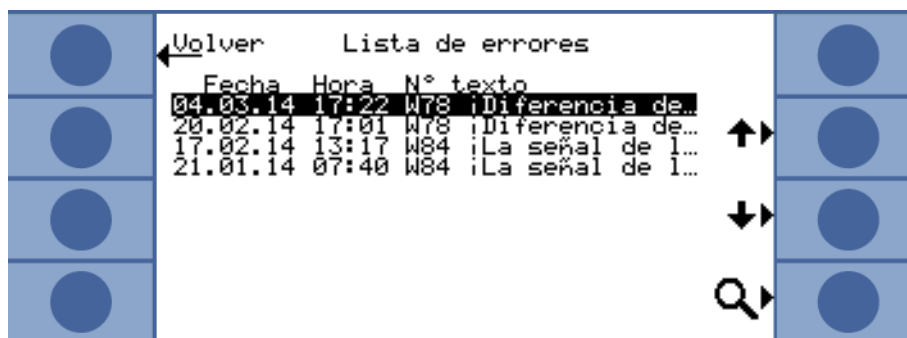 Volver Lista de errores
Fecha Hora N° texto
04.03.14 17:22 W78 ¡Diferencia de…
20.02.14 17:01 W78 ¡Diferencia de…
17.02.14 13:17 W84 ¡La señal de l…
21.01.14 07:40 W84 ¡La señal de l…